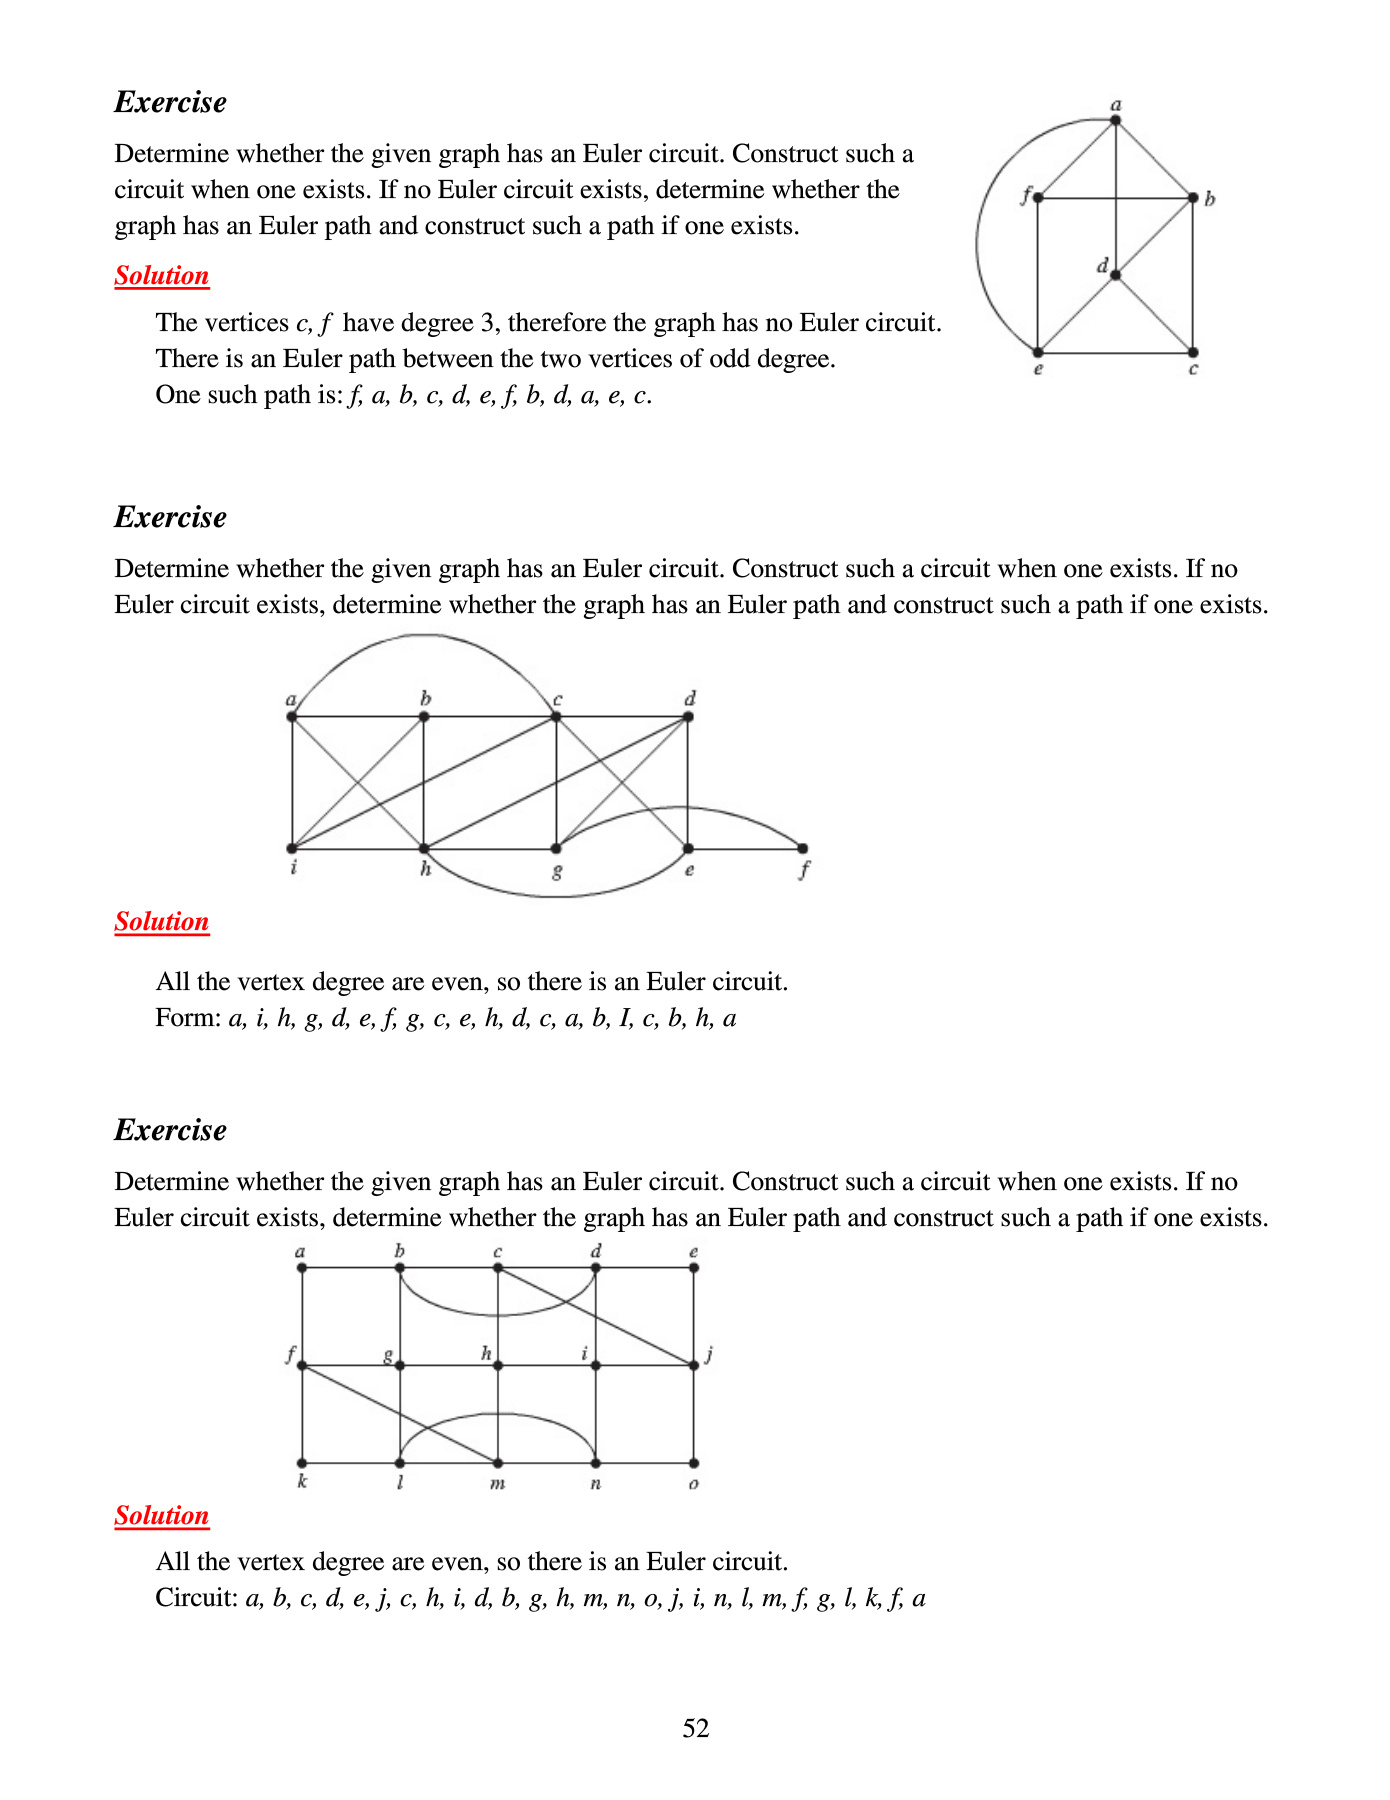 Exercise
Determine whether the given graph has an Euler circuit. Construct such a
circuit when one exists. If no Euler circuit exists, determine whether the
graph has an Euler path and construct such a path if one exists.
Solution
The vertices c, f have degree 3, therefore the graph has no Euler circuit.
There is an Euler path between the two vertices of odd degree.
One such path is: f, a, b, c, d, e, f, b, d, a, e, c.
a
f
b
d
e
c
Exercise
Determine whether the given graph has an Euler circuit. Construct such a circuit when one exists. If no
Euler circuit exists, determine whether the graph has an Euler path and construct such a path if one exists.
a b c d
i h g e f
Solution
All the vertex degree are even, so there is an Euler circuit.
Form: a, i, h, g, d, e, f, g, c, e, h, d, c, a, b, I, c, b, h, a
Exercise
Determine whether the given graph has an Euler circuit. Construct such a circuit when one exists. If no
Euler circuit exists, determine whether the graph has an Euler path and construct such a path if one exists.
a b c d e
f g h i j
k l m n o
Solution
All the vertex degree are even, so there is an Euler circuit.
Circuit: a, b, c, d, e, j, c, h, i, d, b, g, h, m, n, o, j, i, n, l, m, f, g, l, k, f, a
52